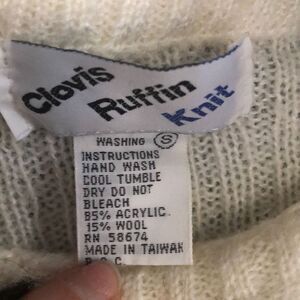 Clovis
Ruffin
Knit
WASHING S
INSTRUCTIONS
HAND WASH
COOL TUMBLE
DRY DO NOT
BLEACH
85% ACRYLIC.
15% WOOL
RN 58674
MADE IN TAIWAN
R.O.C.